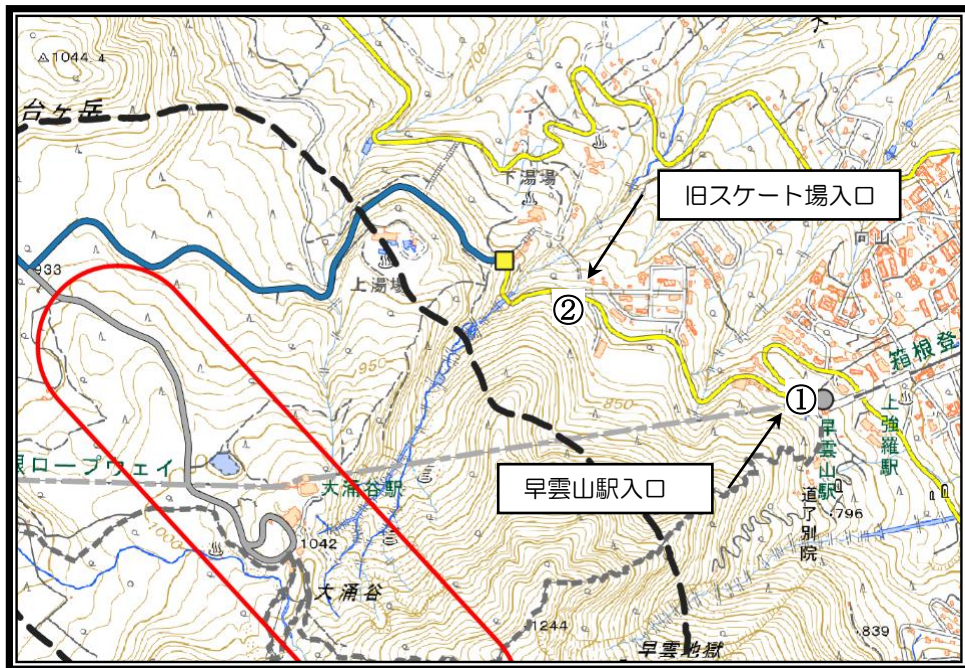 △1044.4
台ヶ岳
下湯場
旧スケート場入口
向山
933
上湯場
②
950
850
箱根登
①
上強羅駅
早雲山駅
根ロープウェイ
大涌谷駅
早雲山駅入口
道了別院
・796
1042
大涌谷
1244
早雲地獄
・839